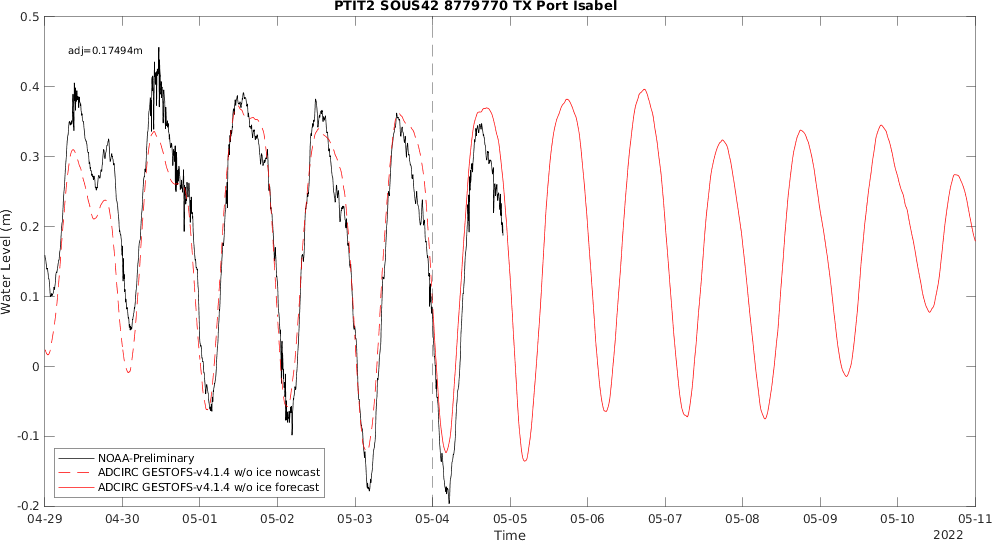 PTIT2 SOUS42 8779770 TX Port Isabel
0.5
0.4
0.3
0.2
0.1
0
-0.1
-0.2
Water Level (m)
adj=0.17494m
NOAA-Preliminary
ADCIRC GESTOFS-v4.1.4 w/o ice nowcast
ADCIRC GESTOFS-v4.1.4 w/o ice forecast
04-29 04-30 05-01 05-02 05-03 05-04 05-05 05-06 05-07 05-08 05-09 05-10 05-11
Time
2022